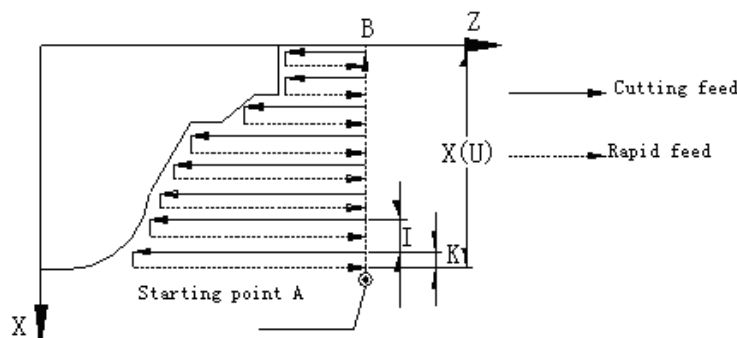 B
Z
Cutting feed
X(U)
Rapid feed
I
K
Starting point A
X